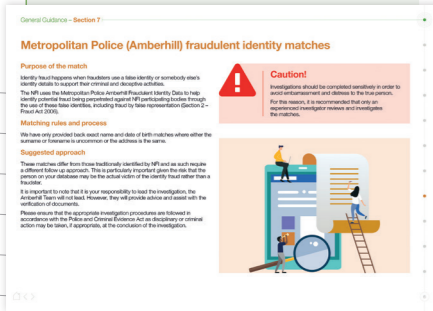 General Guidance – Section 7
Metropolitan Police (Amberhill) fraudulent identity matches
Purpose of the match
Identity fraud happens when fraudsters use a false identity or somebody else's
identity details to support their criminal and deceptive activities.
The NFI uses the Metropolitan Police Amberhill Fraudulent Identity Data to help
identify potential fraud being perpetrated against NFI participating bodies through
the use of these false identities, including fraud by false representation (Section 2 –
Fraud Act 2006).
Matching rules and process
We have only provided back exact name and date of birth matches where either the
surname or forename is uncommon or the address is the same.
Suggested approach
These matches differ from those traditionally identified by NFI and as such require
a different follow up approach. This is particularly important given the risk that the
person on your database may be the actual victim of the identity fraud rather than a
fraudster.
It is important to note that it is your responsibility to lead the investigation, the
Amberhill Team will not lead. However, they will provide advice and assist with the
verification of documents.
Please ensure that the appropriate investigation procedures are followed in
accordance with the Police and Criminal Evidence Act as disciplinary or criminal
action may be taken, if appropriate, at the conclusion of the investigation.
Caution!
Investigations should be completed sensitively in order to
avoid embarrassment and distress to the true person.
For this reason, it is recommended that only an
experienced investigator reviews and investigates
the matches.